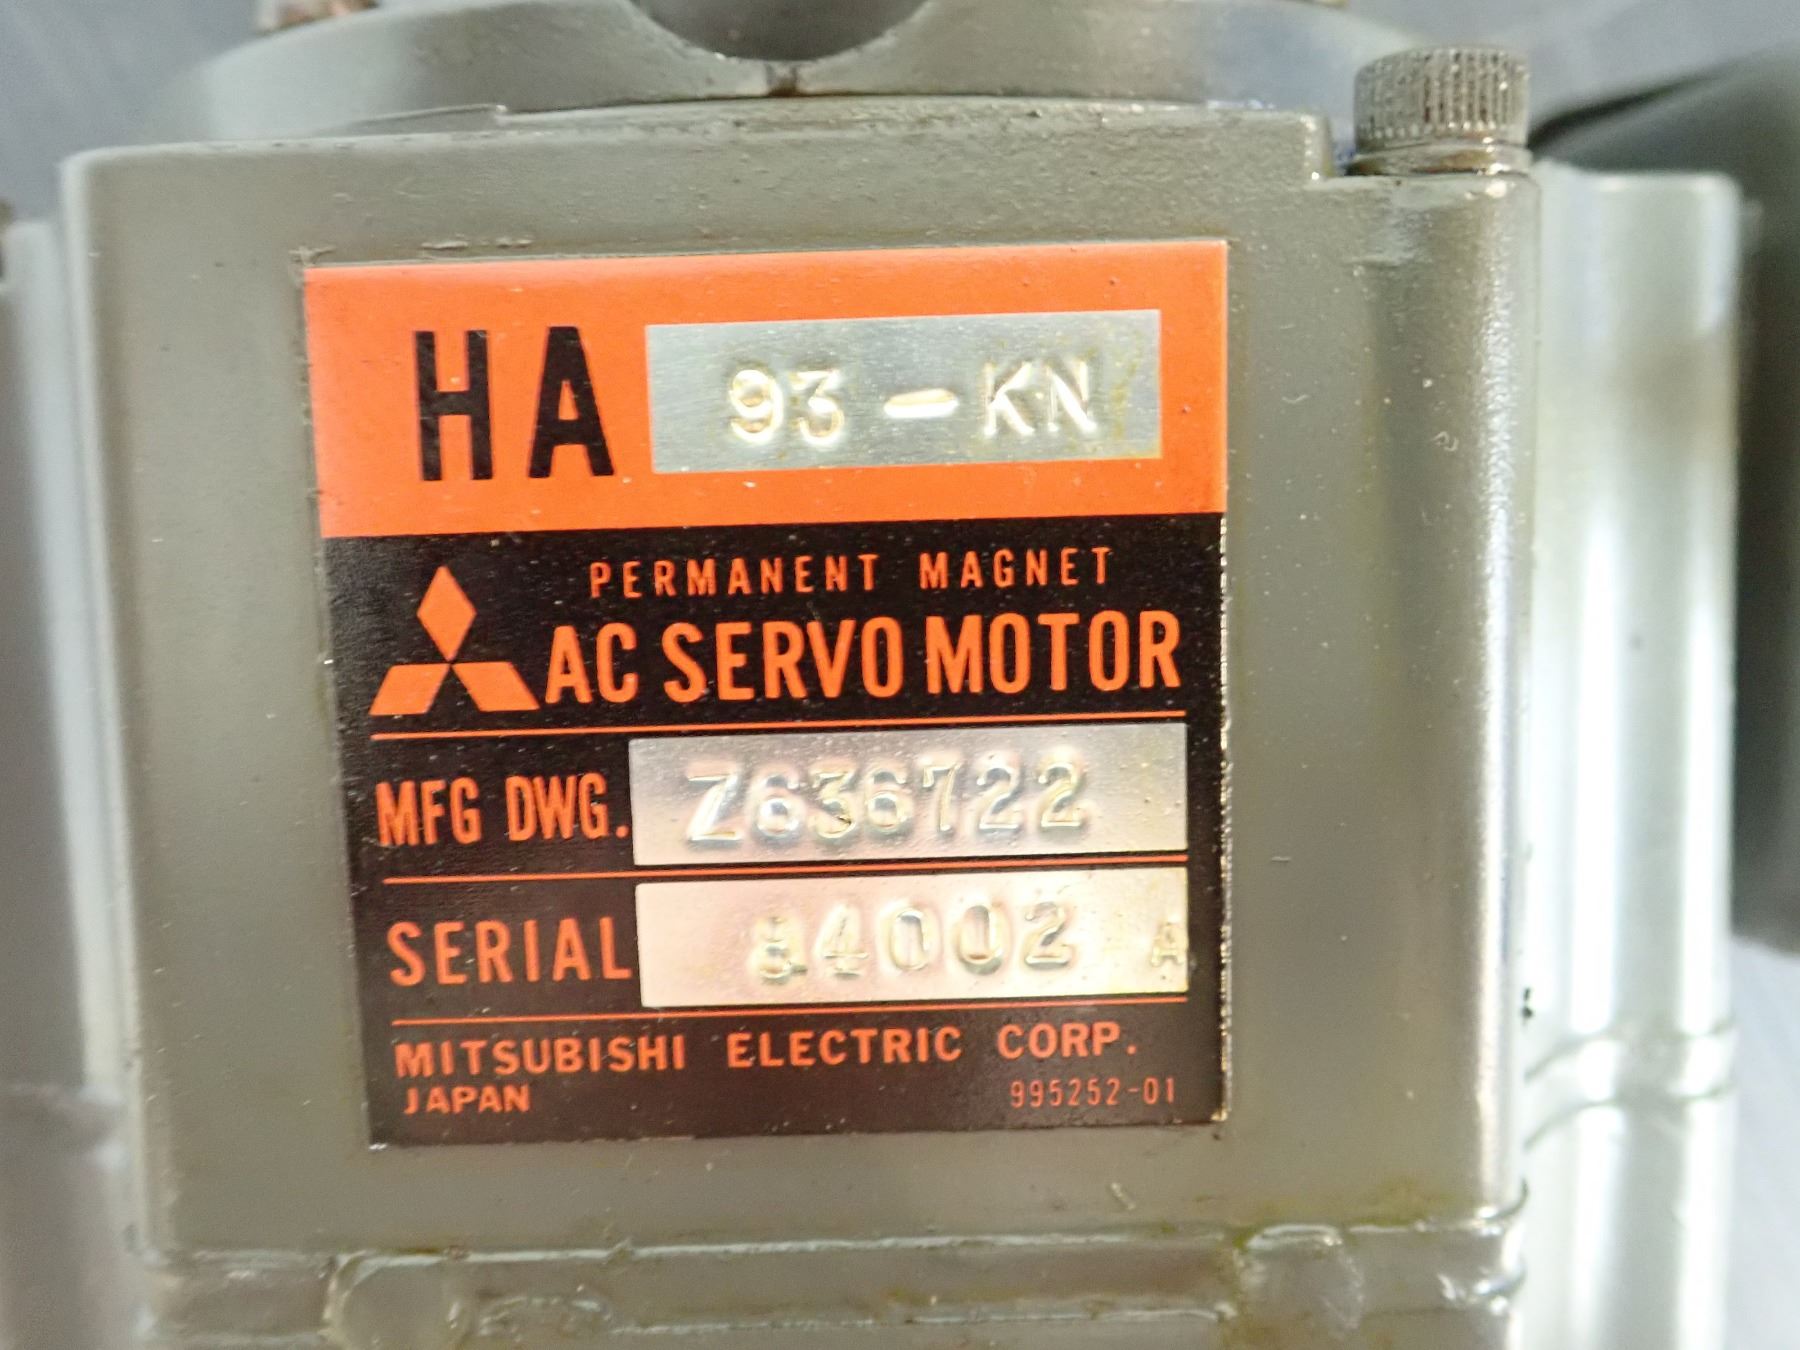 HA 93-KN
PERMANENT MAGNET
AC SERVO MOTOR
MFG DWG. Z636722
SERIAL 84002 A
MITSUBISHI ELECTRIC CORP.
JAPAN 995252-01